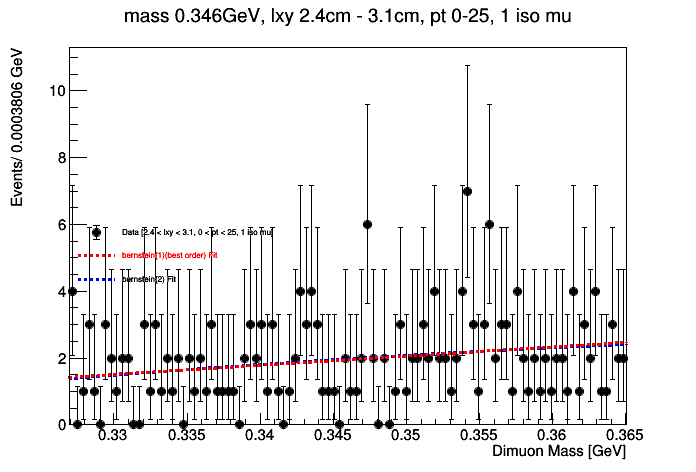 mass 0.346GeV, lxy 2.4cm - 3.1cm, pt 0-25, 1 iso mu
Events/ 0.0003806 GeV
10
8
6
4
2
0
Data [2.4 < lxy < 3.1, 0 < pt < 25, 1 iso mu]
bernstein[1](best order) Fit
bernstein[2] Fit
0.33 0.335 0.34 0.345 0.35 0.355 0.36 0.365
Dimuon Mass [GeV]